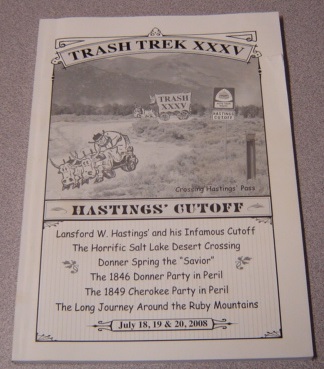 TRASH TREK XXXV
TRASH
XXXV
HASTINGS
CUTOFF
Crossing Hastings' Pass
HASTINGS' CUTOFF
Lansford W. Hastings' and his Infamous Cutoff
The Horrific Salt Lake Desert Crossing
Donner Spring the "Savior"
The 1846 Donner Party in Peril
The 1849 Cherokee Party in Peril
The Long Journey Around the Ruby Mountains
July 18, 19 & 20, 2008